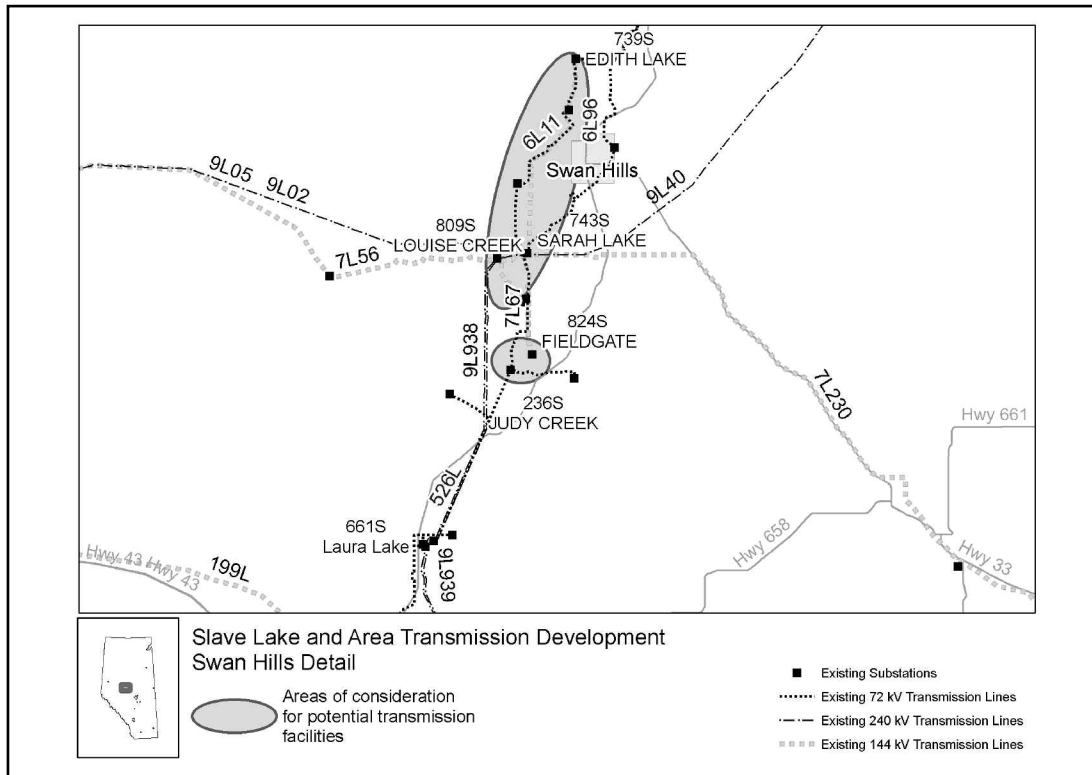 739S
EDITH LAKE
6L11
6L96
Swan Hills
9L05
9L02
9L40
809S
LOUISE CREEK
743S
SARAH LAKE
7L56
7L67
824S
FIELDGATE
9L938
236S
JUDY CREEK
7L230
Hwy 661
526L
661S
Laura Lake
Hwy 658
Hwy 43 Hwy 43
199L
9L939
Hwy 33
Slave Lake and Area Transmission Development
Swan Hills Detail
Areas of consideration
for potential transmission
facilities
Existing Substations
Existing 72 kV Transmission Lines
Existing 240 kV Transmission Lines
Existing 144 kV Transmission Lines